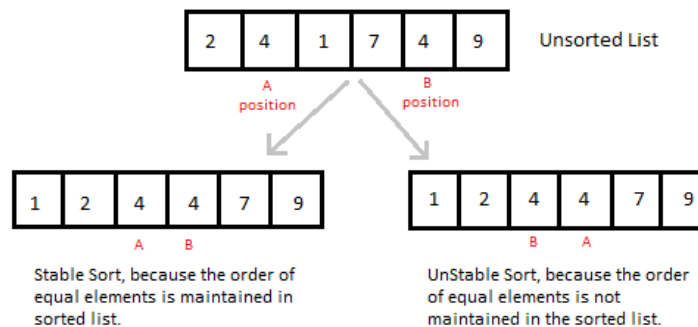 2 4 1 7 4 9 Unsorted List
A B
position position
1 2 4 4 7 9
A B
Stable Sort, because the order of
equal elements is maintained in
sorted list.
1 2 4 4 7 9
B A
UnStable Sort, because the order
of equal elements is not
maintained in the sorted list.